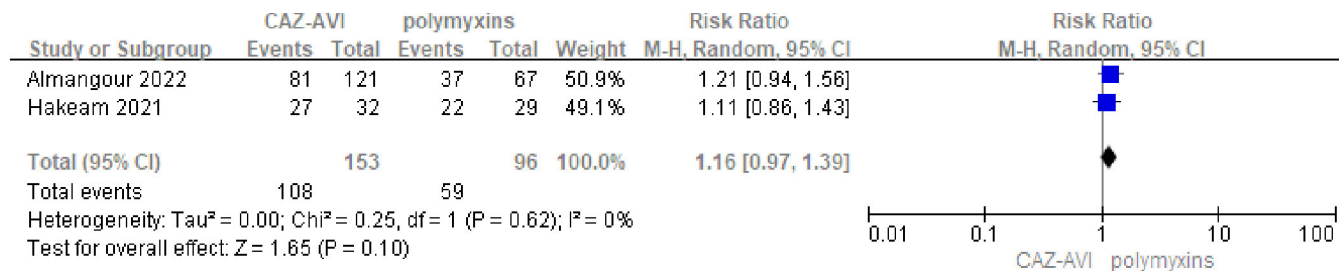 CAZ-AVI polymyxins Risk Ratio Risk Ratio
Study or Subgroup Events Total Events Total Weight M-H, Random, 95% CI M-H, Random, 95% CI
Almangour 2022 81 121 37 67 50.9% 1.21 [0.94, 1.56]
Hakeam 2021 27 32 22 29 49.1% 1.11 [0.86, 1.43]
Total (95% CI) 153 96 100.0% 1.16 [0.97, 1.39]
Total events 108 59
Heterogeneity: Tau² = 0.00; Chi² = 0.25, df = 1 (P = 0.62); I² = 0%
Test for overall effect: Z = 1.65 (P = 0.10)
0.01 0.1 1 10 100
CAZ-AVI polymyxins